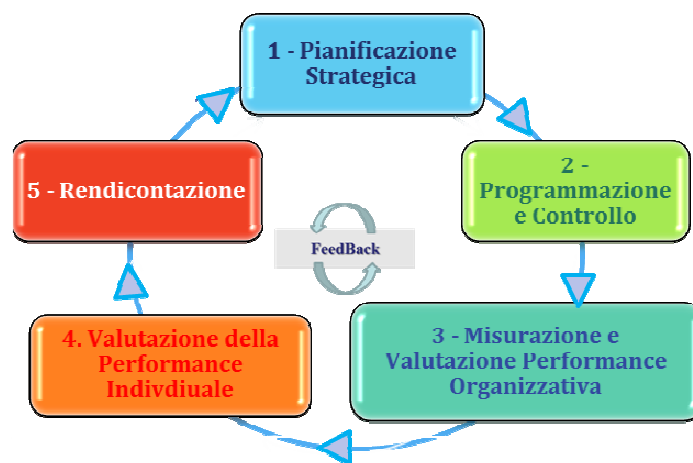 1 - Pianificazione
Strategica
2 -
Programmazione
e Controllo
3 - Misurazione e
Valutazione Performance
Organizzativa
4. Valutazione della
Performance
Indivdiuale
5 - Rendicontazione
FeedBack